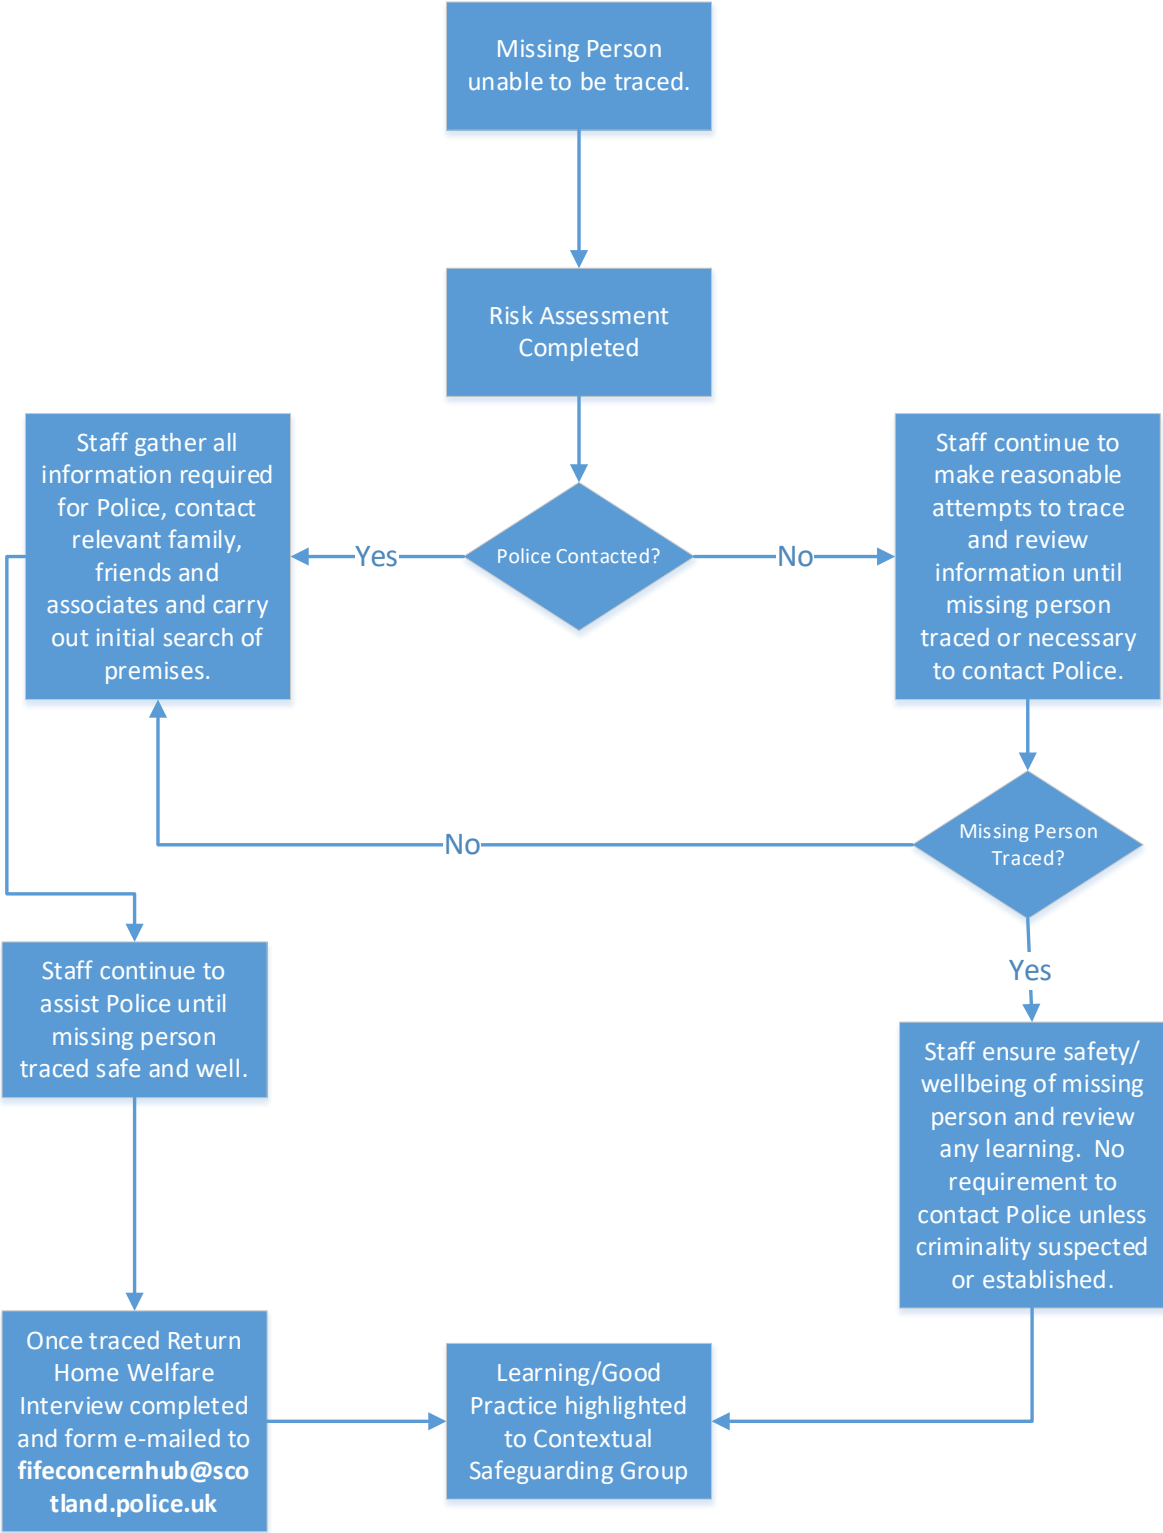 Missing Person
unable to be traced.
Risk Assessment
Completed
Staff gather all
information required
for Police, contact
relevant family,
friends and
associates and carry
out initial search of
premises.
Yes
Police Contacted?
No
Staff continue to
make reasonable
attempts to trace
and review
information until
missing person
traced or necessary
to contact Police.
No
Missing Person
Traced?
Yes
Staff continue to
assist Police until
missing person
traced safe and well.
Staff ensure safety/
wellbeing of missing
person and review
any learning.  No
requirement to
contact Police unless
criminality suspected
or established.
Once traced Return
Home Welfare
Interview completed
and form e-mailed to
fifeconcernhub@sco
tland.police.uk
Learning/Good
Practice highlighted
to Contextual
Safeguarding Group